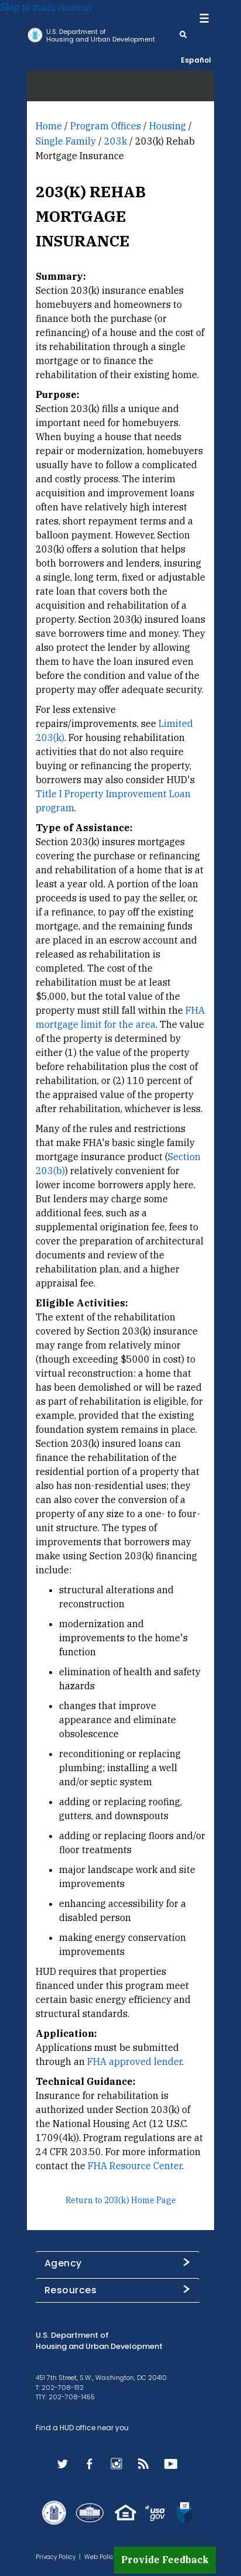 Skip to main content
U.S. Department of
Housing and Urban Development
Español
Home / Program Offices / Housing /
Single Family / 203k / 203(k) Rehab
Mortgage Insurance
203(K) REHAB
MORTGAGE
INSURANCE
Summary:
Section 203(k) insurance enables
homebuyers and homeowners to
finance both the purchase (or
refinancing) of a house and the cost of
its rehabilitation through a single
mortgage or to finance the
rehabilitation of their existing home.
Purpose:
Section 203(k) fills a unique and
important need for homebuyers.
When buying a house that needs
repair or modernization, homebuyers
usually have to follow a complicated
and costly process. The interim
acquisition and improvement loans
often have relatively high interest
rates, short repayment terms and a
balloon payment. However, Section
203(k) offers a solution that helps
both borrowers and lenders, insuring
a single, long term, fixed or adjustable
rate loan that covers both the
acquisition and rehabilitation of a
property. Section 203(k) insured loans
save borrowers time and money. They
also protect the lender by allowing
them to have the loan insured even
before the condition and value of the
property may offer adequate security.
For less extensive
repairs/improvements, see Limited
203(k). For housing rehabilitation
activities that do not also require
buying or refinancing the property,
borrowers may also consider HUD's
Title I Property Improvement Loan
program.
Type of Assistance:
Section 203(k) insures mortgages
covering the purchase or refinancing
and rehabilitation of a home that is at
least a year old. A portion of the loan
proceeds is used to pay the seller, or,
if a refinance, to pay off the existing
mortgage, and the remaining funds
are placed in an escrow account and
released as rehabilitation is
completed. The cost of the
rehabilitation must be at least
$5,000, but the total value of the
property must still fall within the FHA
mortgage limit for the area. The value
of the property is determined by
either (1) the value of the property
before rehabilitation plus the cost of
rehabilitation, or (2) 110 percent of
the appraised value of the property
after rehabilitation, whichever is less.
Many of the rules and restrictions
that make FHA's basic single family
mortgage insurance product (Section
203(b)) relatively convenient for
lower income borrowers apply here.
But lenders may charge some
additional fees, such as a
supplemental origination fee, fees to
cover the preparation of architectural
documents and review of the
rehabilitation plan, and a higher
appraisal fee.
Eligible Activities:
The extent of the rehabilitation
covered by Section 203(k) insurance
may range from relatively minor
(though exceeding $5000 in cost) to
virtual reconstruction: a home that
has been demolished or will be razed
as part of rehabilitation is eligible, for
example, provided that the existing
foundation system remains in place.
Section 203(k) insured loans can
finance the rehabilitation of the
residential portion of a property that
also has non-residential uses; they can
also cover the conversion of a
property of any size to a one- to four-
unit structure. The types of
improvements that borrowers may
make using Section 203(k) financing
include:
• structural alterations and
reconstruction
• modernization and
improvements to the home's
function
• elimination of health and safety
hazards
• changes that improve
appearance and eliminate
obsolescence
• reconditioning or replacing
plumbing; installing a well
and/or septic system
• adding or replacing roofing,
gutters, and downspouts
• adding or replacing floors and/or
floor treatments
• major landscape work and site
improvements
• enhancing accessibility for a
disabled person
• making energy conservation
improvements
HUD requires that properties
financed under this program meet
certain basic energy efficiency and
structural standards.
Application:
Applications must be submitted
through an FHA approved lender.
Technical Guidance:
Insurance for rehabilitation is
authorized under Section 203(k) of
the National Housing Act (12 U.S.C.
1709(4k)). Program regulations are at
24 CFR 203.50. For more information
contact the FHA Resource Center.
Return to 203(k) Home Page
Agency
Resources
U.S. Department of
Housing and Urban Development
451 7th Street, S.W., Washington, DC 20410
T: 202-708-1112
TTY: 202-708-1455
Find a HUD office near you
usa
gov
Privacy Policy | Web Polic
Provide Feedback